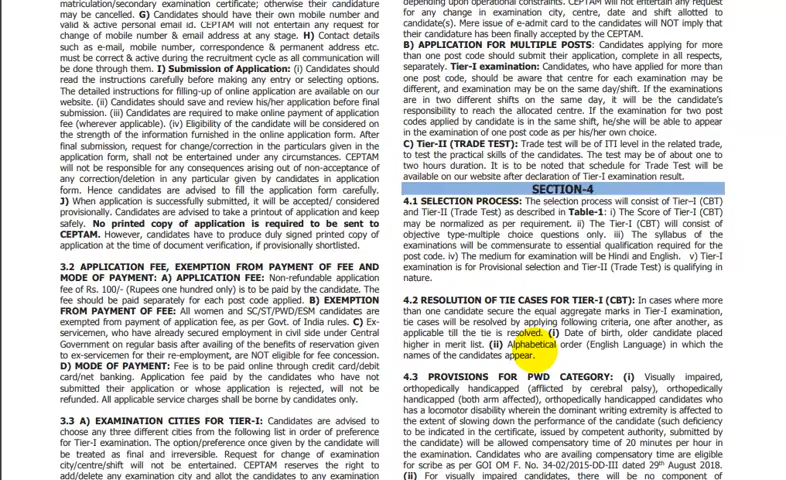 matriculation/secondary examination certificate; otherwise their candidature
may be cancelled. G) Candidates should have their own mobile number and
valid & active personal email id. CEPTAM will not entertain any request for
change of mobile number & email address at any stage. H) Contact details
such as e-mail, mobile number, correspondence & permanent address etc.
must be correct & active during the recruitment cycle as all communication will
be done through them. I) Submission of Application: (i) Candidates should
read the instructions carefully before making any entry or selecting options.
The detailed instructions for filling-up of online application are available on our
website. (ii) Candidates should save and review his/her application before final
submission. (iii) Candidates are required to make online payment of application
fee (wherever applicable). (iv) Eligibility of the candidate will be considered on
the strength of the information furnished in the online application form. After
final submission, request for change/correction in the particulars given in the
application form, shall not be entertained under any circumstances. CEPTAM
will not be responsible for any consequences arising out of non-acceptance of
any correction/deletion in any particular given by candidates in application
form. Hence candidates are advised to fill the application form carefully.
J) When application is successfully submitted, it will be accepted/ considered
provisionally. Candidates are advised to take a printout of application and keep
safely. No printed copy of application is required to be sent to
CEPTAM. However, candidates have to produce duly signed printed copy of
application at the time of document verification, if provisionally shortlisted.
3.2 APPLICATION FEE, EXEMPTION FROM PAYMENT OF FEE AND
MODE OF PAYMENT: A) APPLICATION FEE: Non-refundable application
fee of Rs. 100/- (Rupees one hundred only) is to be paid by the candidate. The
fee should be paid separately for each post code applied. B) EXEMPTION
FROM PAYMENT OF FEE: All women and SC/ST/PWD/ESM candidates are
exempted from payment of application fee, as per Govt. of India rules. C) Ex-
servicemen, who have already secured employment in civil side under Central
Government on regular basis after availing of the benefits of reservation given
to ex-servicemen for their re-employment, are NOT eligible for fee concession.
D) MODE OF PAYMENT: Fee is to be paid online through credit card/debit
card/net banking. Application fee paid by the candidates who have not
submitted their application or whose application is rejected, will not be
refunded. All applicable service charges shall be borne by candidates only.
3.3 A) EXAMINATION CITIES FOR TIER-I: Candidates are advised to
choose any three different cities from the following list in order of preference
for Tier-I examination. The option/preference once given by the candidate will
be treated as final and irreversible. Request for change of examination
city/centre/shift will not be entertained. CEPTAM reserves the right to
add/delete any examination city and allot the candidates to any examination
depending upon operational constraints. CEPTAM will not entertain any request
for any change in examination city, centre, date and shift allotted to
candidate(s). Mere issue of e-admit card to the candidates will NOT imply that
their candidature has been finally accepted by the CEPTAM.
B) APPLICATION FOR MULTIPLE POSTS: Candidates applying for more
than one post code should submit their application, complete in all respects,
separately. Tier-I examination: Candidates, who have applied for more than
one post code, should be aware that centre for each examination may be
different, and examination may be on the same day/shift. If the examinations
are in two different shifts on the same day, it will be the candidate's
responsibility to reach the allocated centre. If the examination for two post
codes applied by candidate is in the same shift, he/she will be able to appear
in the examination of one post code as per his/her own choice.
C) Tier-II (TRADE TEST): Trade test will be of ITI level in the related trade,
to test the practical skills of the candidates. The test may be of about one to
two hours duration. It is to be noted that schedule for Trade Test will be
available on our website after declaration of Tier-I examination result.
SECTION-4
4.1 SELECTION PROCESS: The selection process will consist of Tier–I (CBT)
and Tier-II (Trade Test) as described in Table-1: i) The Score of Tier-I (CBT)
may be normalized as per requirement. ii) The Tier-I (CBT) will consist of
objective type-multiple choice questions only. iii) The syllabus of the
examinations will be commensurate to essential qualification required for the
post code. iv) The medium for examination will be Hindi and English. v) Tier-I
examination is for Provisional selection and Tier-II (Trade Test) is qualifying in
nature.
4.2 RESOLUTION OF TIE CASES FOR TIER-I (CBT): In cases where more
than one candidate secure the equal aggregate marks in Tier-I examination,
tie cases will be resolved by applying following criteria, one after another, as
applicable till the tie is resolved. (i) Date of birth, older candidate placed
higher in merit list. (ii) Alphabetical order (English Language) in which the
names of the candidates appear.
4.3 PROVISIONS FOR PWD CATEGORY: (i) Visually impaired,
orthopedically handicapped (afflicted by cerebral palsy), orthopedically
handicapped (both arm affected), orthopedically handicapped candidates who
has a locomotor disability wherein the dominant writing extremity is affected to
the extent of slowing down the performance of the candidate (such deficiency
to be indicated in the certificate, issued by competent authority, submitted by
the candidate) will be allowed compensatory time of 20 minutes per hour in
the examination. Candidates who are availing compensatory time are eligible
for scribe as per GOI OM F. No. 34-02/2015-DD-III dated 29th August 2018.
(ii) For visually impaired candidates, there will be no component of